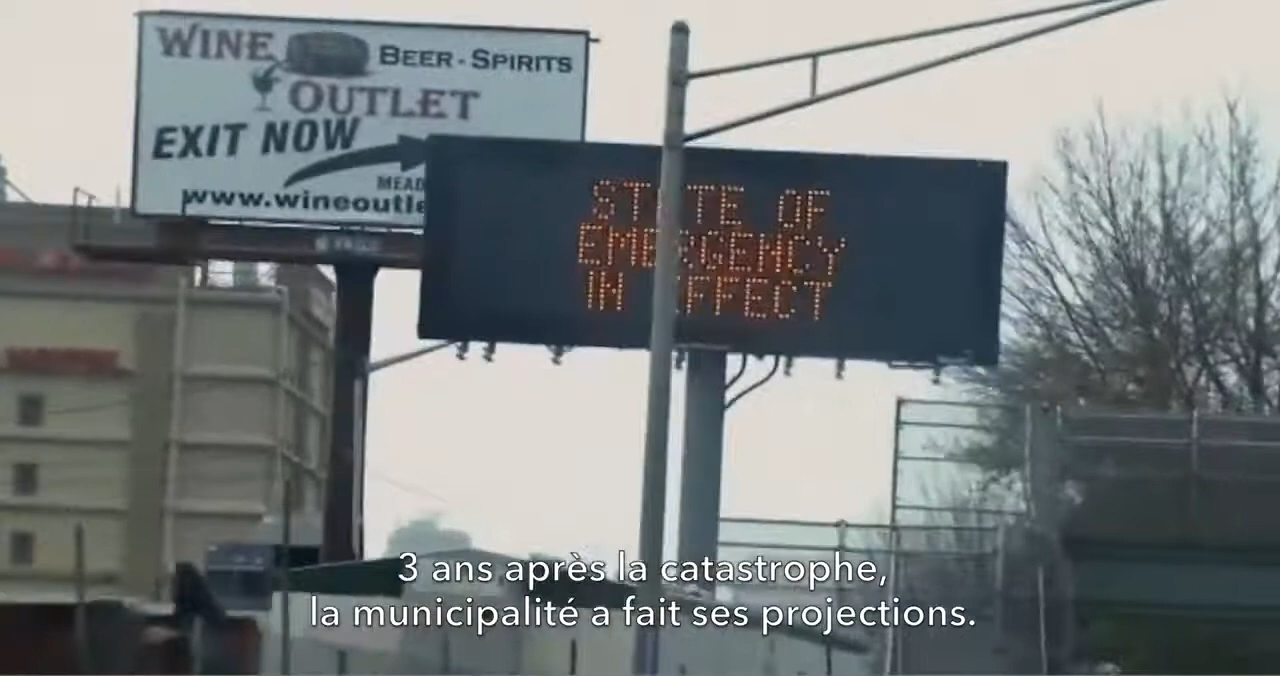 WINE BEER - SPIRITS
OUTLET
EXIT NOW
MEAD
www.wineoutle
STATE OF
EMERGENCY
IN EFFECT
3 ans après la catastrophe,
la municipalité a fait ses projections.